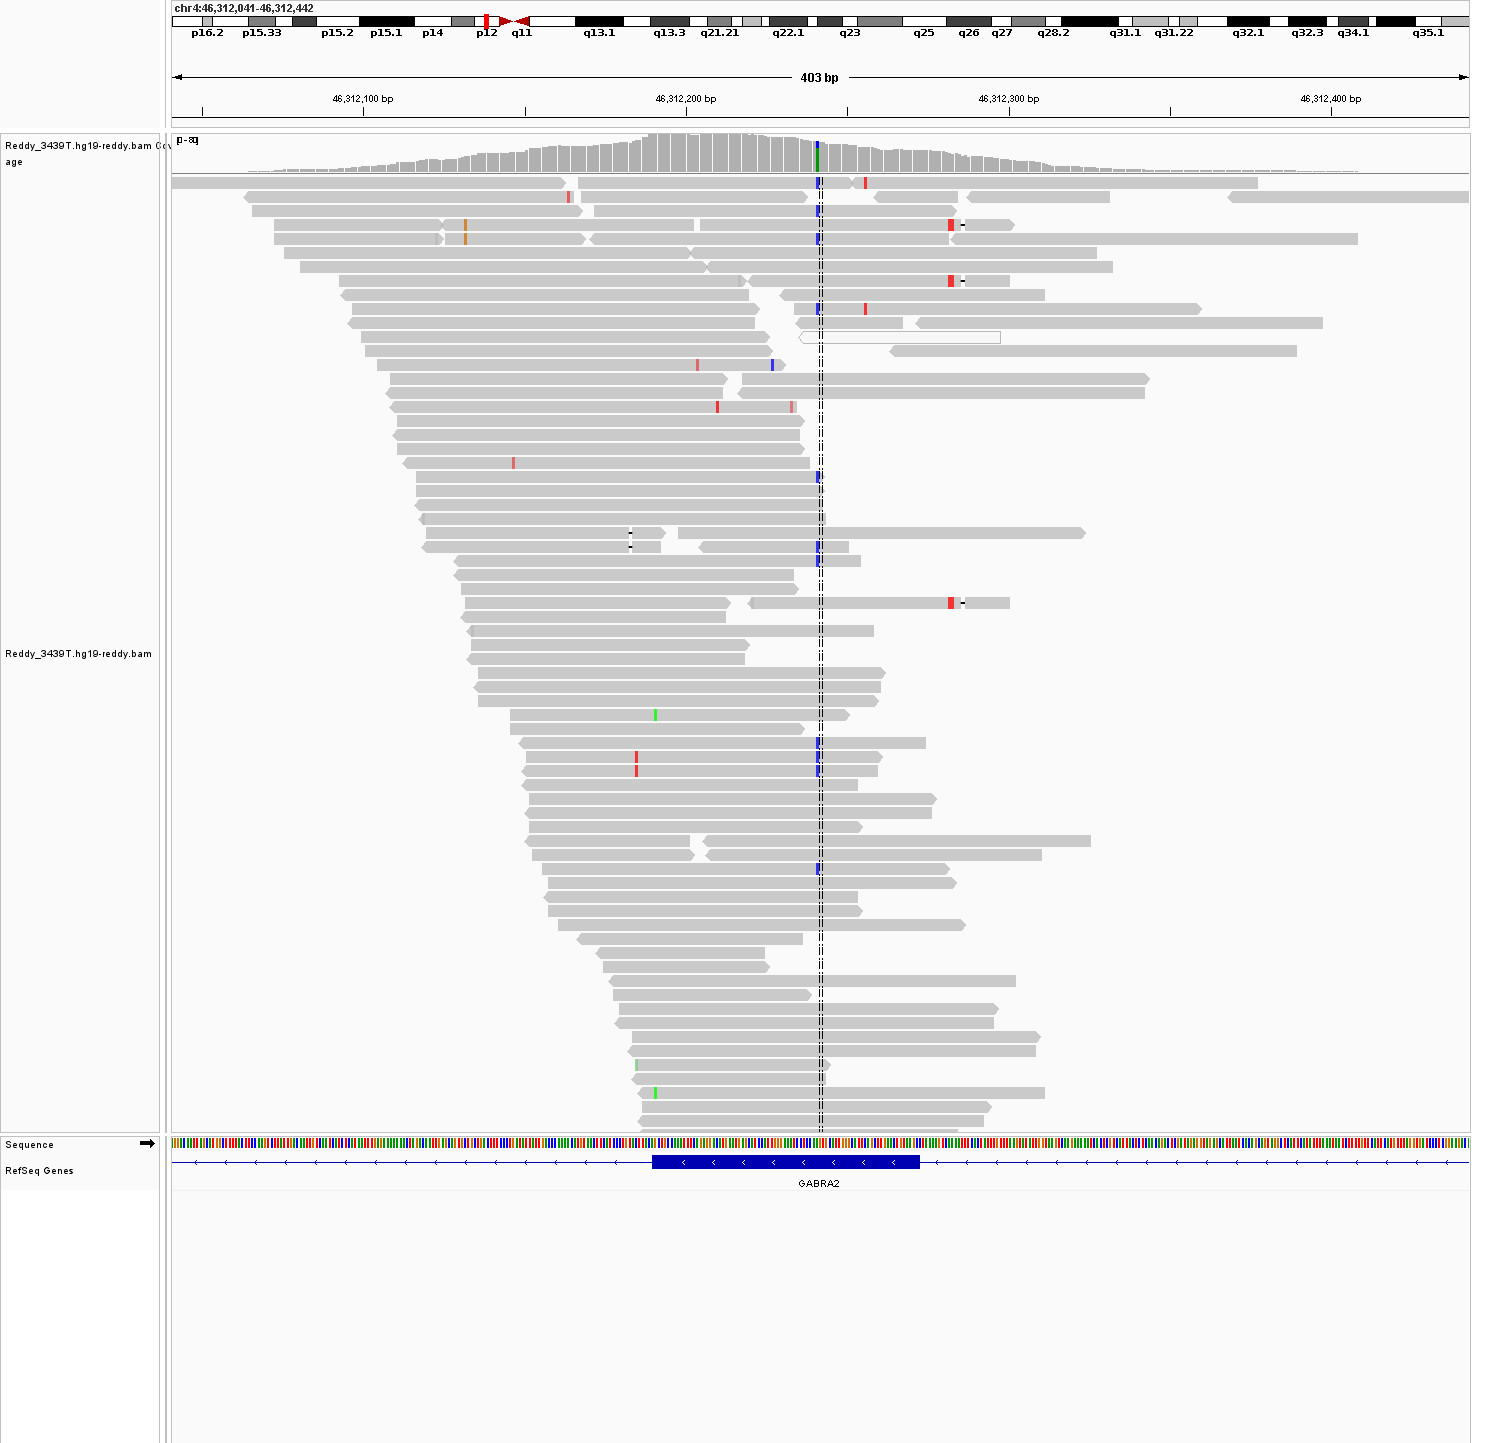 chr4:46,312,041-46,312,442
p16.2 p15.33 p15.2 p15.1 p14 p12 q11 q13.1 q13.3 q21.21 q22.1 q23 q25 q26 q27 q28.2 q31.1 q31.22 q32.1 q32.3 q34.1 q35.1
403 bp
46,312,100 bp 46,312,200 bp 46,312,300 bp 46,312,400 bp
Reddy_3439T.hg19-reddy.bam Cov
age
Reddy_3439T.hg19-reddy.bam
Sequence
RefSeq Genes
GABRA2